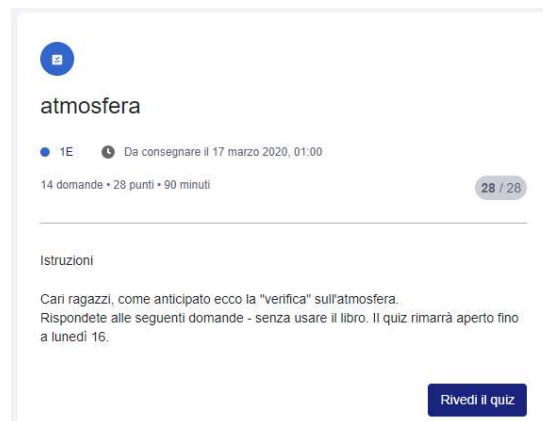 atmosfera
1E Da consegnare il 17 marzo 2020, 01:00
14 domande • 28 punti • 90 minuti 28 / 28
Istruzioni
Cari ragazzi, come anticipato ecco la "verifica" sull'atmosfera.
Rispondete alle seguenti domande - senza usare il libro. Il quiz rimarrà aperto fino
a lunedì 16.
Rivedi il quiz